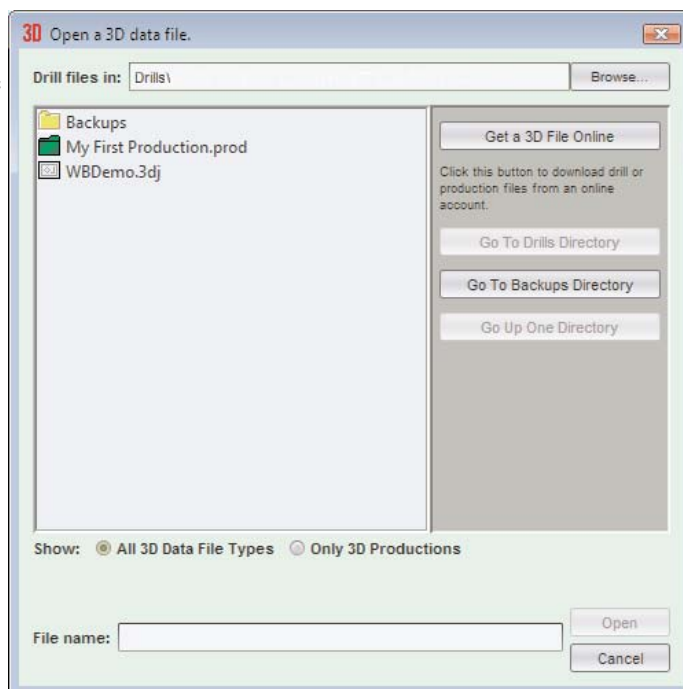 3D Open a 3D data file.
Drill files in: Drills\ Browse...
Backups
My First Production.prod
WBDemo.3dj
Get a 3D File Online
Click this button to download drill or
production files from an online
account.
Go To Drills Directory
Go To Backups Directory
Go Up One Directory
Show: All 3D Data File Types Only 3D Productions
File name:
Open
Cancel